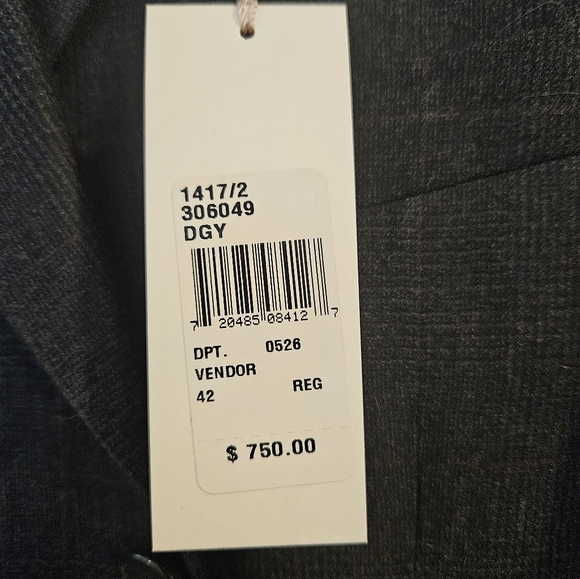 1417/2
306049
DGY
7 20485 08412 7
DPT. 0526
VENDOR
42 REG
$ 750.00